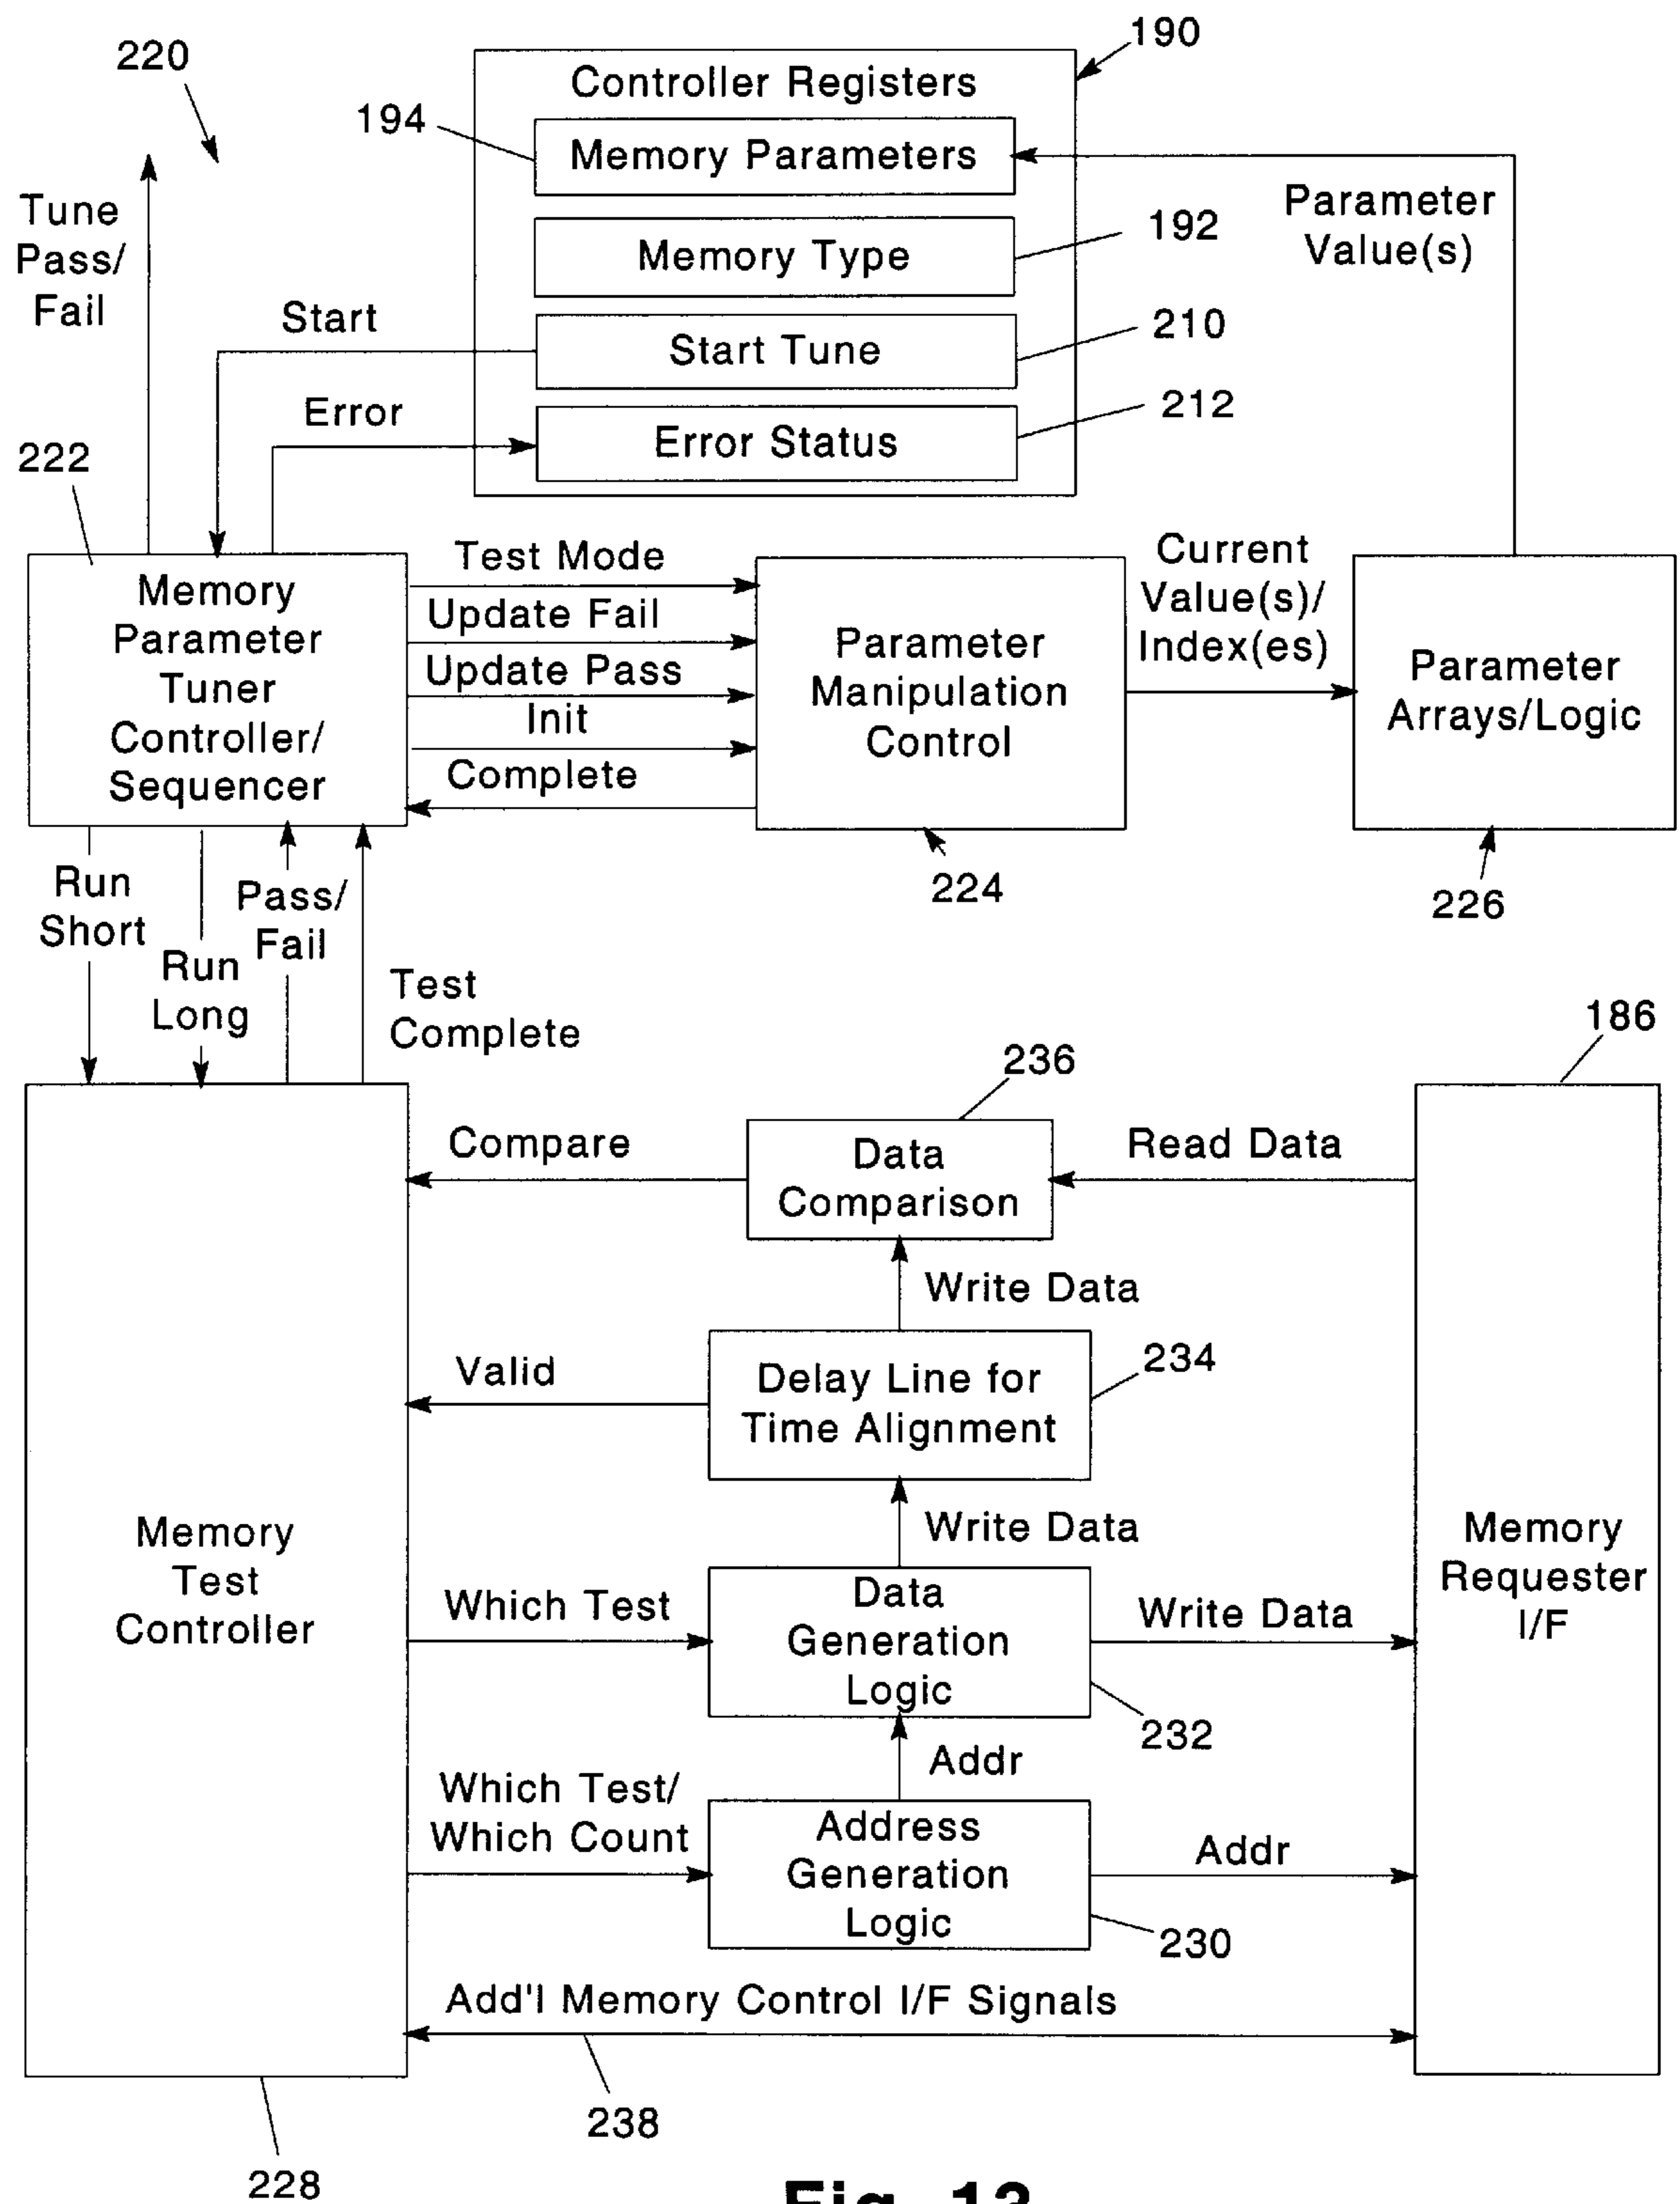 220
190
Controller Registers
194
Memory Parameters
Tune
Pass/
Fail
Parameter
Value(s)
192
Memory Type
Start
210
Start Tune
Error
212
Error Status
222
Memory
Parameter
Tuner
Controller/
Sequencer
Test Mode
Update Fail
Update Pass
Init
Complete
Parameter
Manipulation
Control
Current
Value(s)/
Index(es)
Parameter
Arrays/Logic
224
226
Run
Short
Run
Long
Pass/
Fail
Test
Complete
186
236
Compare
Data
Comparison
Read Data
Write Data
Valid
Delay Line for
Time Alignment
234
Write Data
Memory
Test
Controller
Which Test
Data
Generation
Logic
Write Data
Memory
Requester
I/F
232
Addr
Which Test/
Which Count
Address
Generation
Logic
Addr
230
Add'l Memory Control I/F Signals
238
228